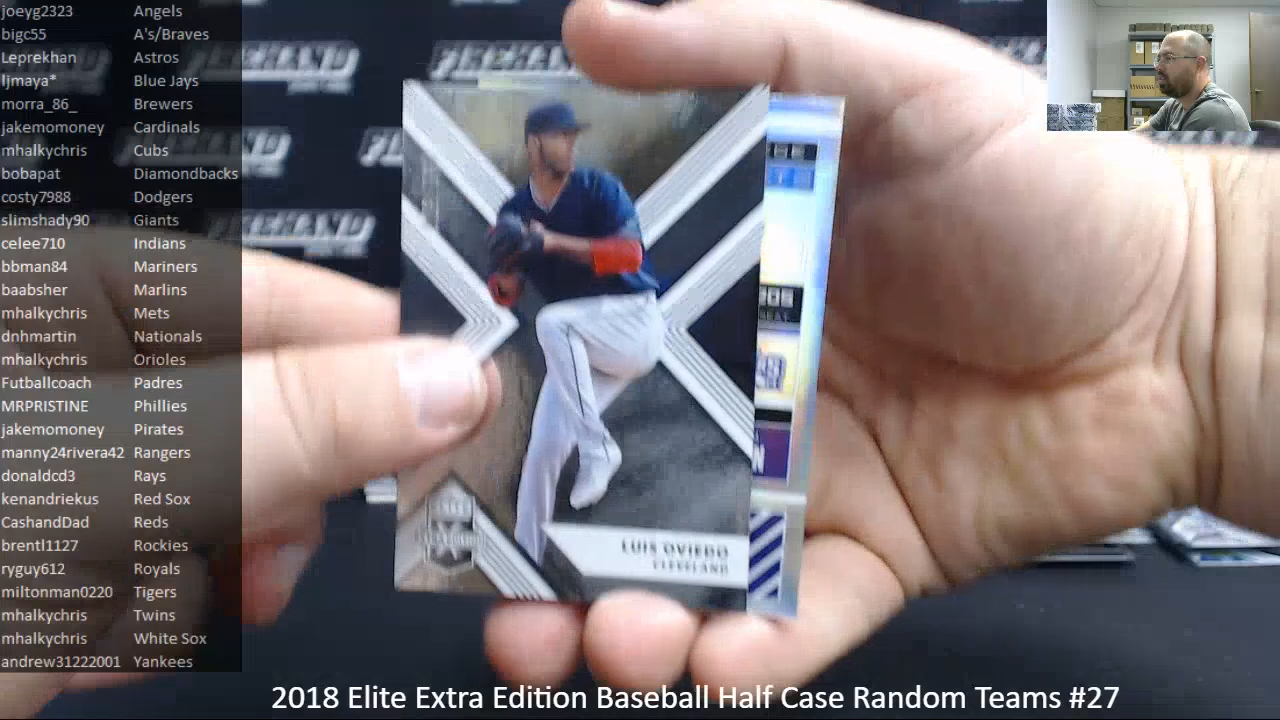 joeyg2323 Angels
bigc55 A's/Braves
Leprekhan Astros
ljmaya* Blue Jays
morra_86_ Brewers
jakemomoney Cardinals
mhalkychris Cubs
bobapat Diamondbacks
costy7988 Dodgers
slimshady90 Giants
celee710 Indians
bbman84 Mariners
baabsher Marlins
mhalkychris Mets
dnhmartin Nationals
mhalkychris Orioles
Futballcoach Padres
MRPRISTINE Phillies
jakemomoney Pirates
manny24rivera42 Rangers
donaldcd3 Rays
kenandriekus Red Sox
CashandDad Reds
brentl1127 Rockies
ryguy612 Royals
miltonman0220 Tigers
mhalkychris Twins
mhalkychris White Sox
andrew31222001 Yankees
FIREHAND
FIREHAND
FIREHAND
LUIS OVIEDO
CLEVELAND
2018 Elite Extra Edition Baseball Half Case Random Teams #27